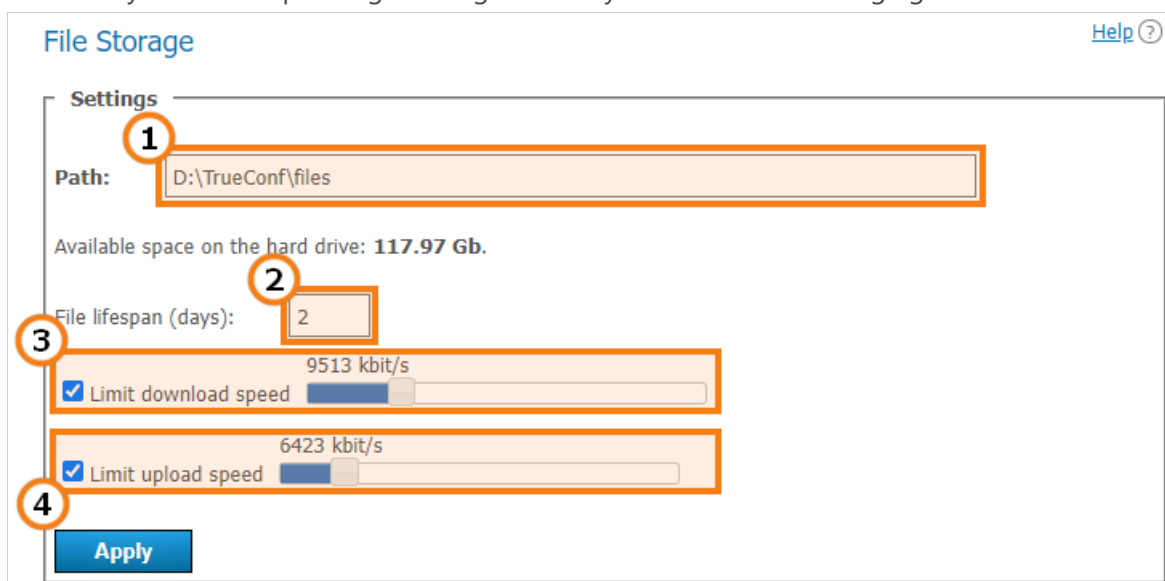 File Storage
Help ?
Settings
1
Path: D:\TrueConf\files
Available space on the hard drive: 117.97 Gb.
2
File lifespan (days): 2
3
9513 kbit/s
Limit download speed
6423 kbit/s
Limit upload speed
4
Apply